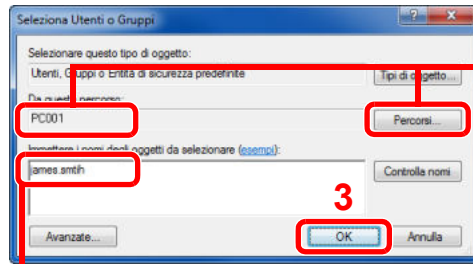 Seleziona Utenti o Gruppi
Selezionare questo tipo di oggetto:
Utenti, Gruppi o Entità di sicurezza predefinite
Tipi di oggetto...
Da questo percorso:
PC001
Percorsi...
Immettere i nomi degli oggetti da selezionare (esempi):
james.smtih
Controlla nomi
3
Avanzate...
OK
Annulla